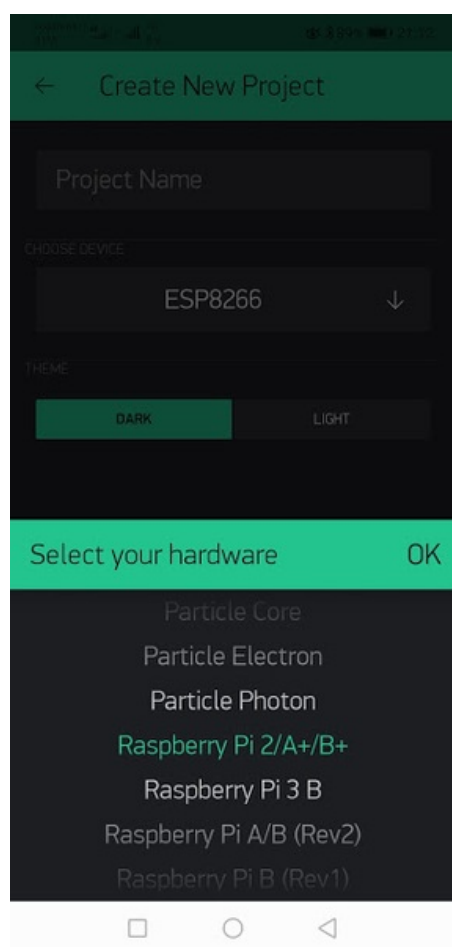 Create New Project
Project Name
CHOOSE DEVICE
ESP8266
THEME
DARK LIGHT
Select your hardware OK
Particle Core
Particle Electron
Particle Photon
Raspberry Pi 2/A+/B+
Raspberry Pi 3 B
Raspberry Pi A/B (Rev2)
Raspberry Pi B (Rev1)